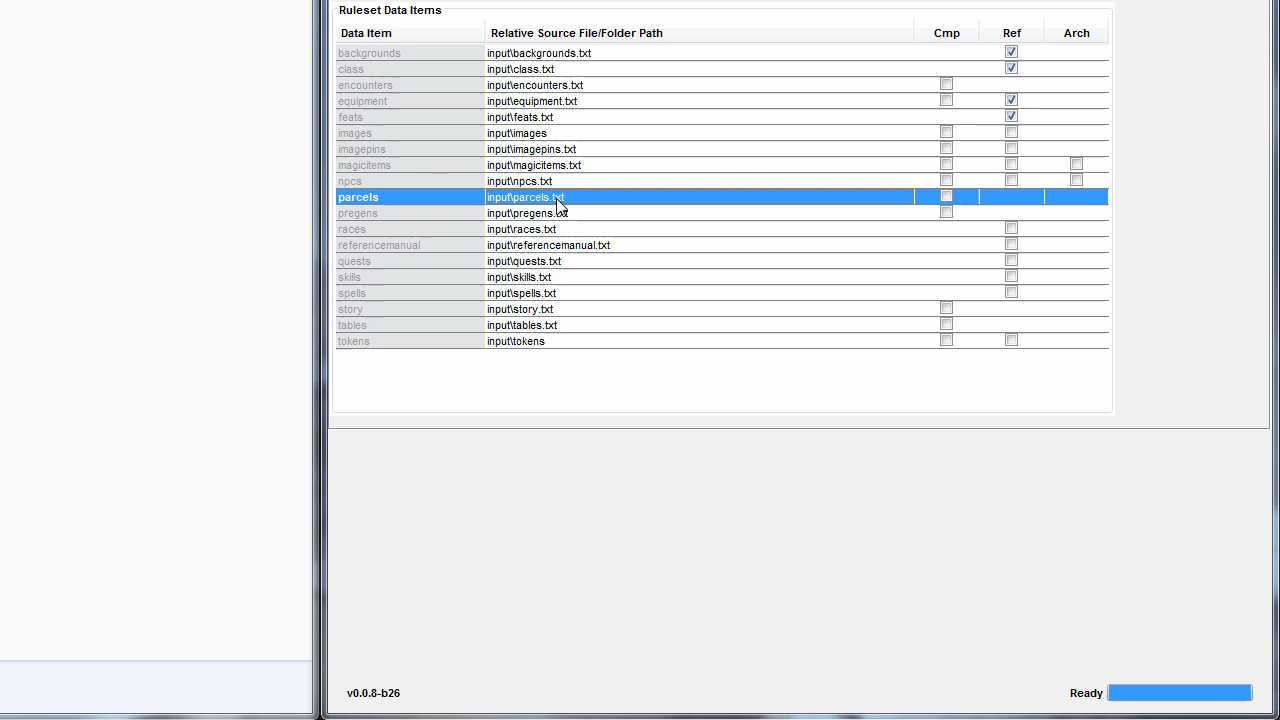 Ruleset Data Items
Data Item Relative Source File/Folder Path Cmp Ref Arch
backgrounds input\backgrounds.txt
class input\class.txt
encounters input\encounters.txt
equipment input\equipment.txt
feats input\feats.txt
images input\images
imagepins input\imagepins.txt
magicitems input\magicitems.txt
npcs input\npcs.txt
parcels input\parcels.txt
pregens input\pregens.txt
races input\races.txt
referencemanual input\referencemanual.txt
quests input\quests.txt
skills input\skills.txt
spells input\spells.txt
story input\story.txt
tables input\tables.txt
tokens input\tokens
v0.0.8-b26 Ready